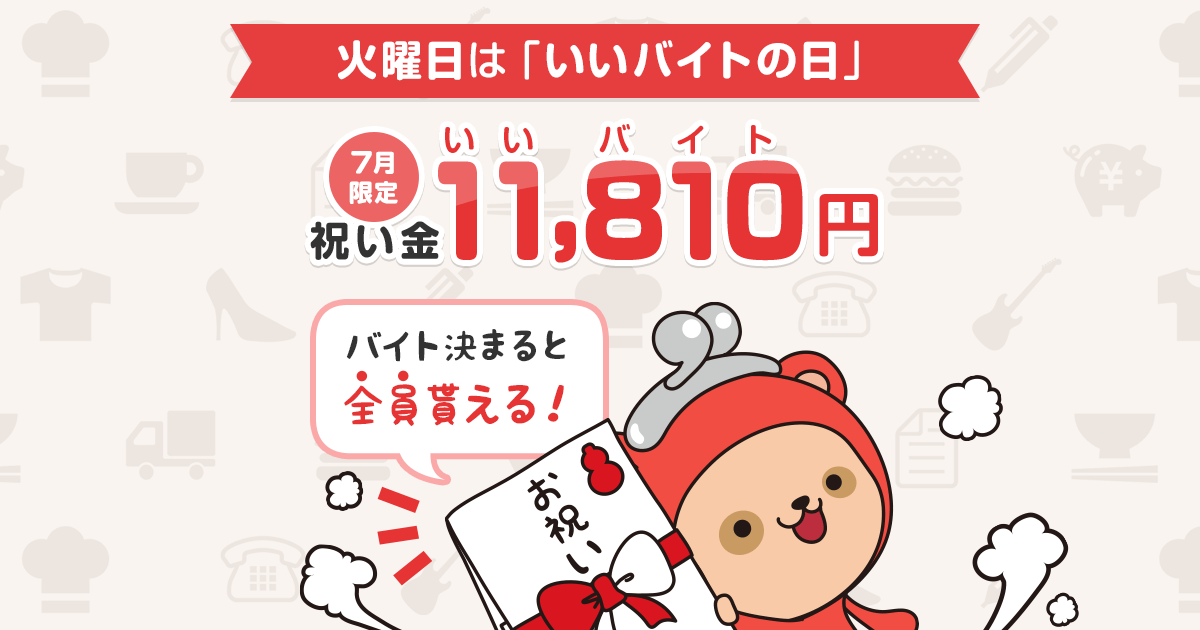 火曜日は「いいバイトの日」
いいバイト
7月
限定
祝い金11,810円
バイト決まると
全員貰える!
お祝い